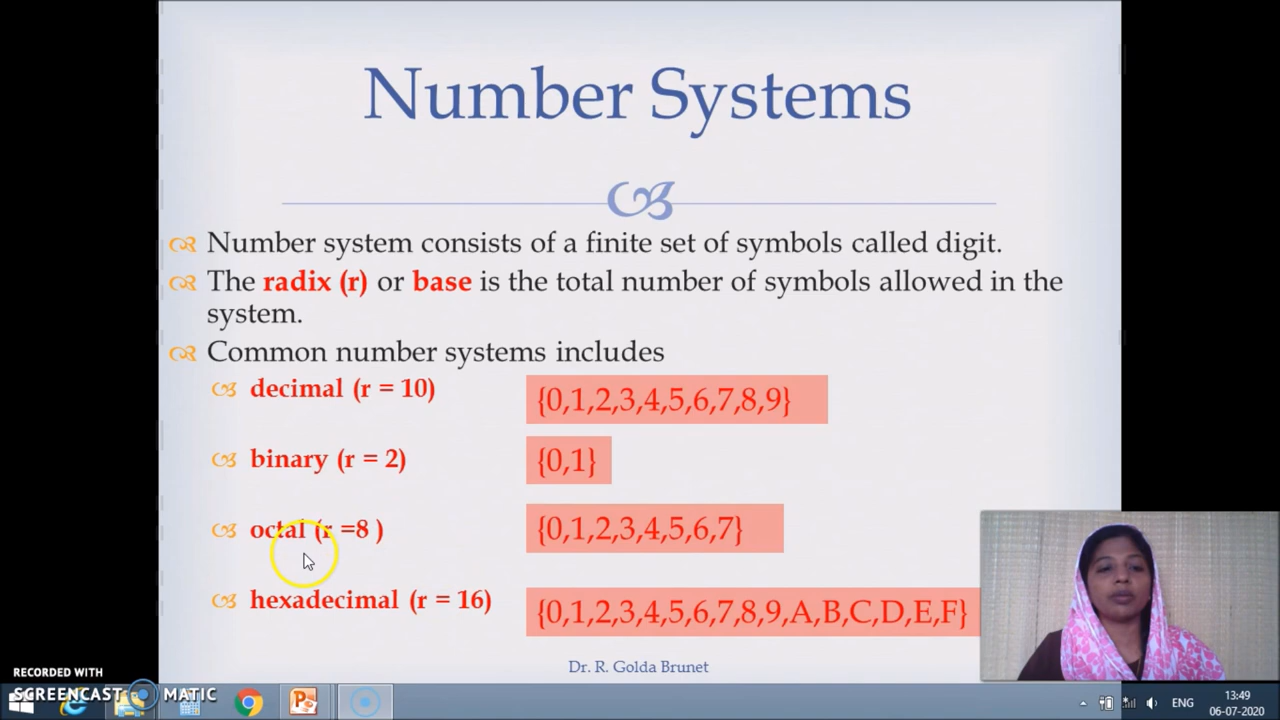 Number Systems
Number system consists of a finite set of symbols called digit.
The radix (r) or base is the total number of symbols allowed in the
system.
Common number systems includes
decimal (r = 10)
{0,1,2,3,4,5,6,7,8,9}
binary (r = 2)
{0,1}
octal (r =8 )
{0,1,2,3,4,5,6,7}
hexadecimal (r = 16)
{0,1,2,3,4,5,6,7,8,9,A,B,C,D,E,F}
Dr. R. Golda Brunet
RECORDED WITH
SCREENCAST MATIC
ENG
13:49
06-07-2020